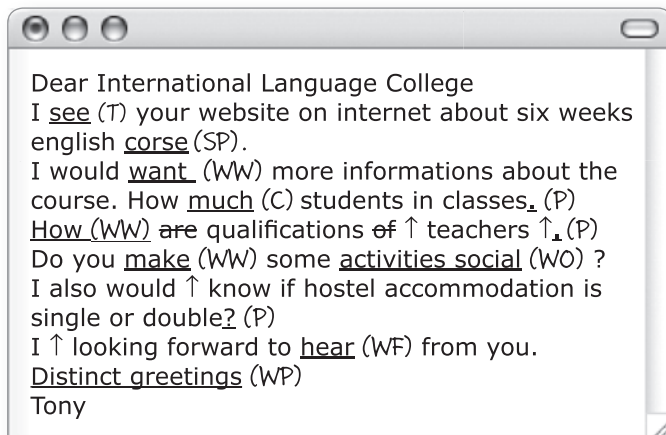 Dear International Language College
I see (T) your website on internet about six weeks
english corse (SP).
I would want (WW) more informations about the
course. How much (C) students in classes. (P)
How (WW) are qualifications of ↑ teachers ↑. (P)
Do you make (WW) some activities social (WO) ?
I also would ↑ know if hostel accommodation is
single or double? (P)
I ↑ looking forward to hear (WF) from you.
Distinct greetings (WP)
Tony